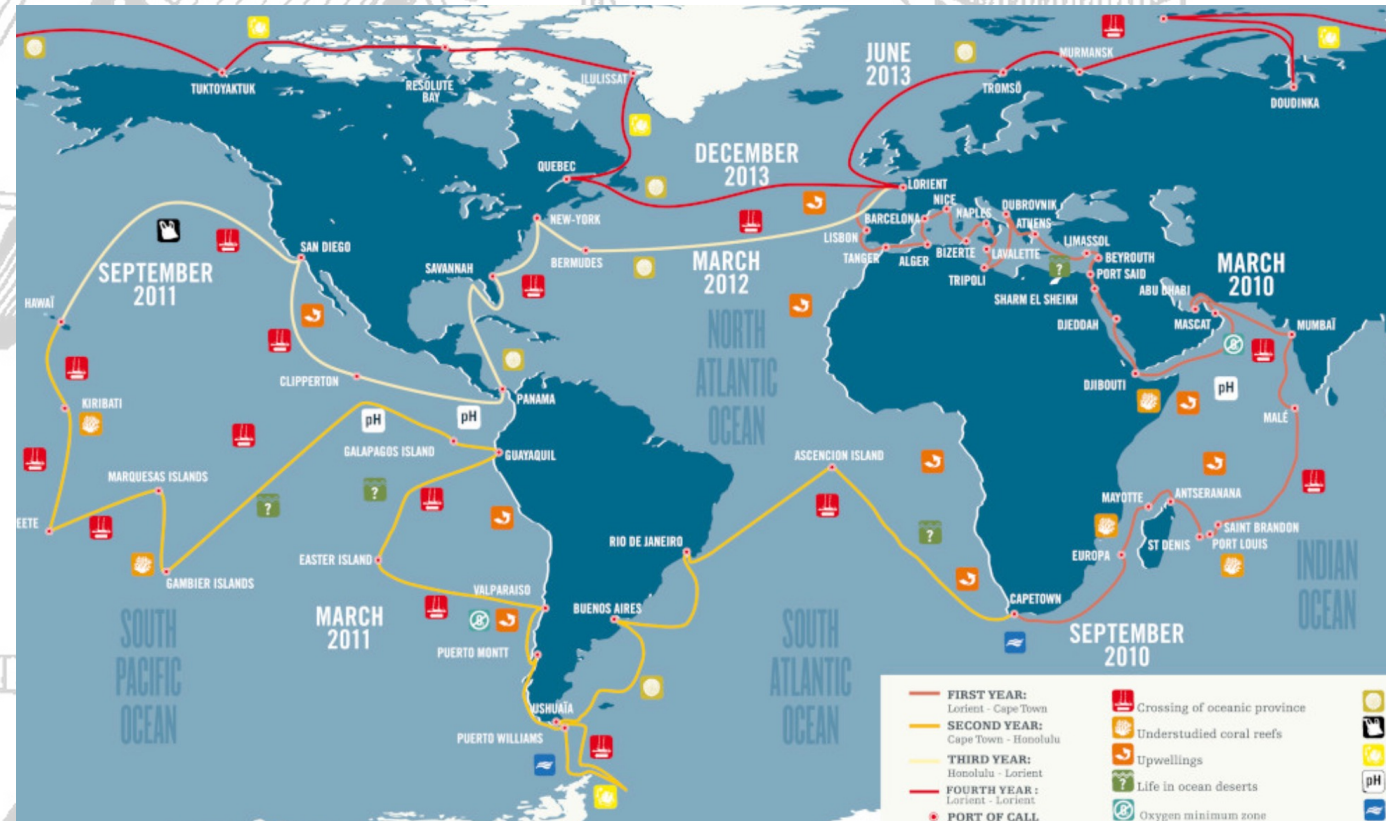 JUNE
2013
MURMANSK
TUKTOYAKTUK
RESOLUTE
BAY
ILULISSAT
TROMSÖ
DOUDINKA
DECEMBER
2013
QUEBEC
LORIENT
NEW-YORK
NICE
DUBROVNIK
BARCELONA
NAPLES
ATHENS
LISBON
SAN DIEGO
SAVANNAH
BERMUDES
TANGER
ALGER
BIZERTE
LAVALETTE
LIMASSOL
BEYROUTH
PORT SAID
TRIPOLI
MARCH
2012
MARCH
2010
SEPTEMBER
2011
HAWAÏ
SHARM EL SHEIKH
ABU DHABI
DJEDDAH
MASCAT
MUMBAÏ
?
NORTH
ATLANTIC
OCEAN
CLIPPERTON
PANAMA
DJIBOUTI
pH
KIRIBATI
pH
pH
MALÉ
GALAPAGOS ISLAND
GUAYAQUIL
ASCENCION ISLAND
MARQUESAS ISLANDS
?
?
EETE
MAYOTTE
ANTSERANANA
SAINT BRANDON
PORT LOUIS
ST DENIS
EUROPA
?
RIO DE JANEIRO
EASTER ISLAND
GAMBIER ISLANDS
VALPARAISO
BUENOS AIRES
CAPETOWN
INDIAN
OCEAN
MARCH
2011
SOUTH
PACIFIC
OCEAN
SOUTH
ATLANTIC
OCEAN
SEPTEMBER
2010
PUERTO MONTT
USHUAÏA
PUERTO WILLIAMS
FIRST YEAR:
Lorient - Cape Town
SECOND YEAR:
Cape Town - Honolulu
THIRD YEAR:
Honolulu - Lorient
FOURTH YEAR :
Lorient - Lorient
PORT OF CALL
Crossing of oceanic province
Understudied coral reefs
Upwellings
? Life in ocean deserts
Oxygen minimum zone
pH